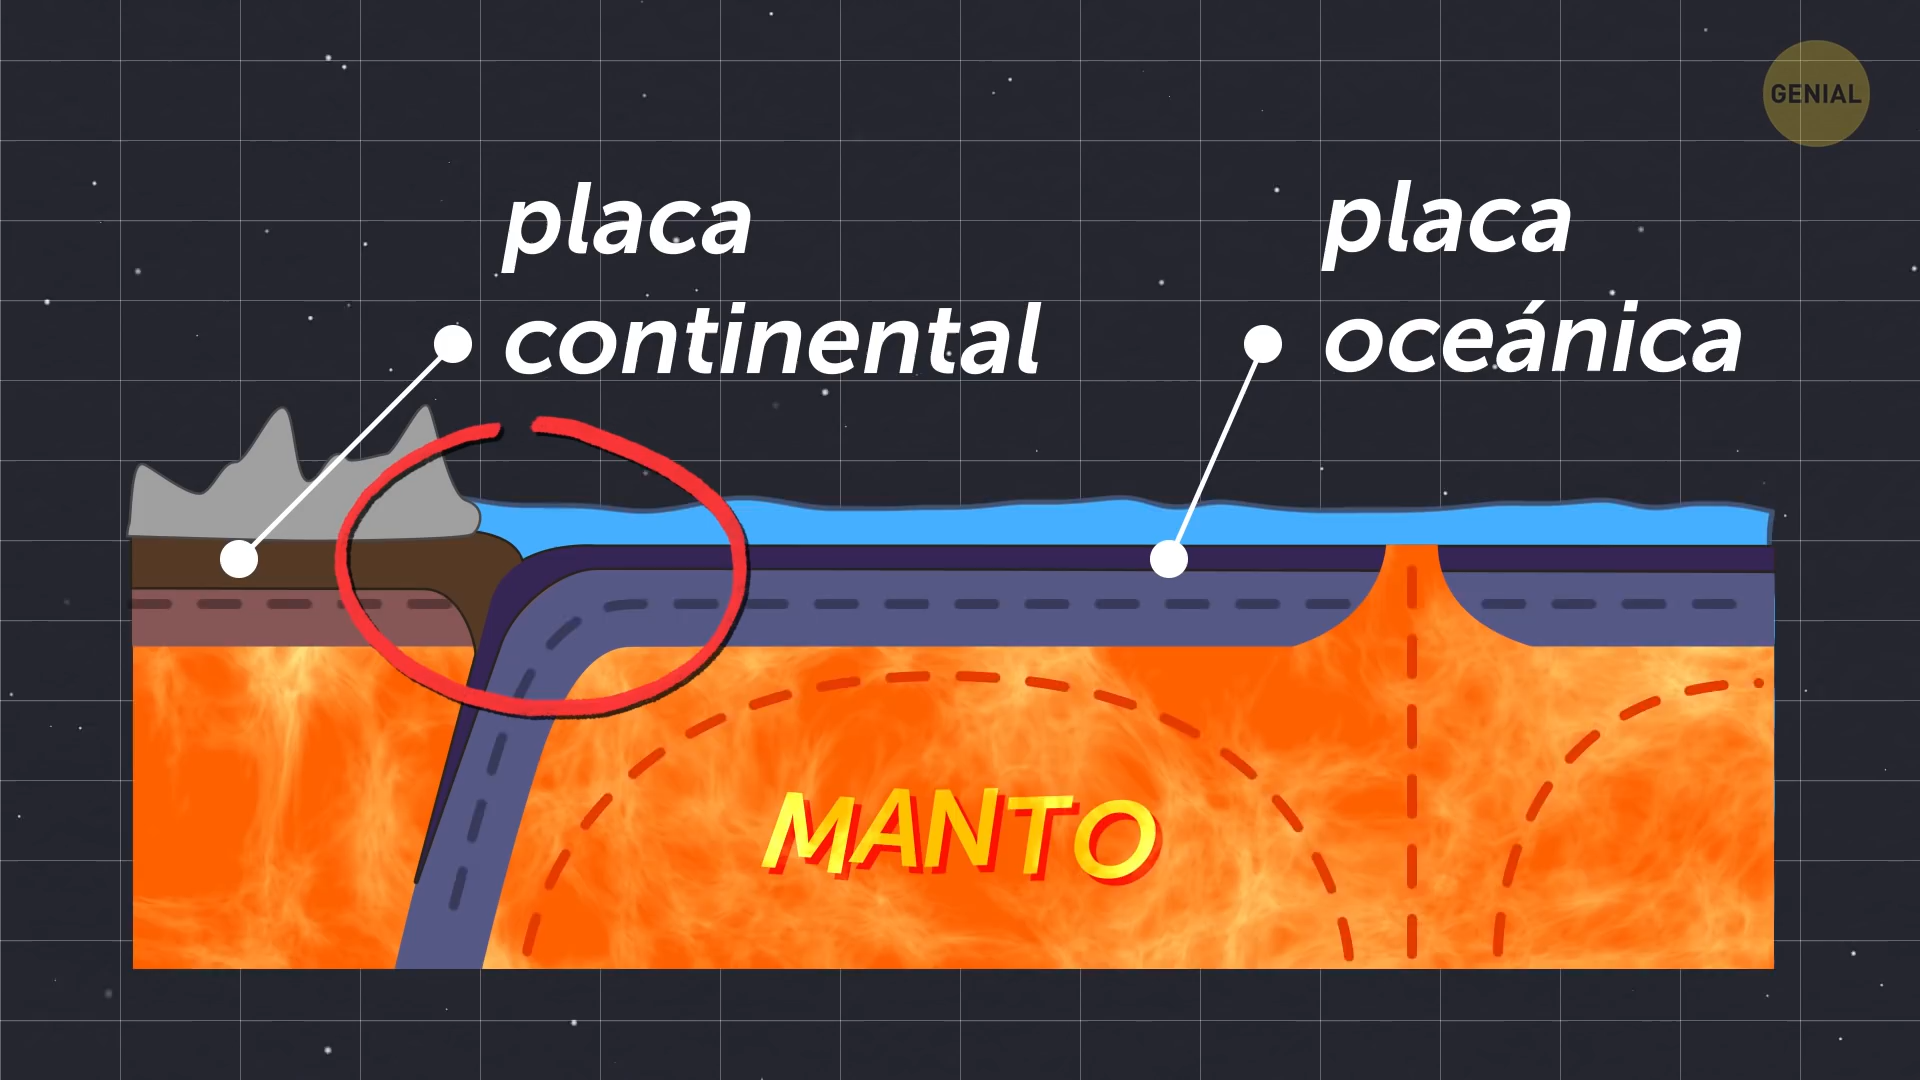 GENIAL
placa
continental
placa
oceánica
MANTO